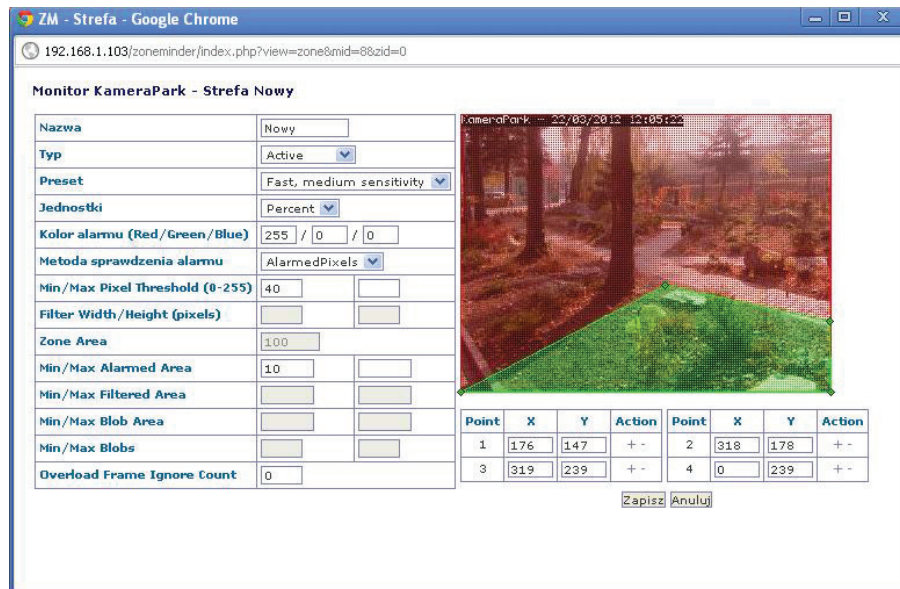 ZM - Strefa - Google Chrome
192.168.1.103/zoneminder/index.php?view=zone&mid=8&zid=0
Monitor KameraPark - Strefa Nowy
Nazwa Nowy
Typ Active
Preset Fast, medium sensitivity
Jednostki Percent
Kolor alarmu (Red/Green/Blue) 255 / 0 / 0
Metoda sprawdzenia alarmu AlarmedPixels
Min/Max Pixel Threshold (0-255) 40
Filter Width/Height (pixels)
Zone Area 100
Min/Max Alarmed Area 10
Min/Max Filtered Area
Min/Max Blob Area
Min/Max Blobs
Overload Frame Ignore Count 0
KameraPark - 22/03/2012 12:05:22
Point X Y Action Point X Y Action
1 176 147 + - 2 318 178 + -
3 319 239 + - 4 0 239 + -
Zapisz Anuluj